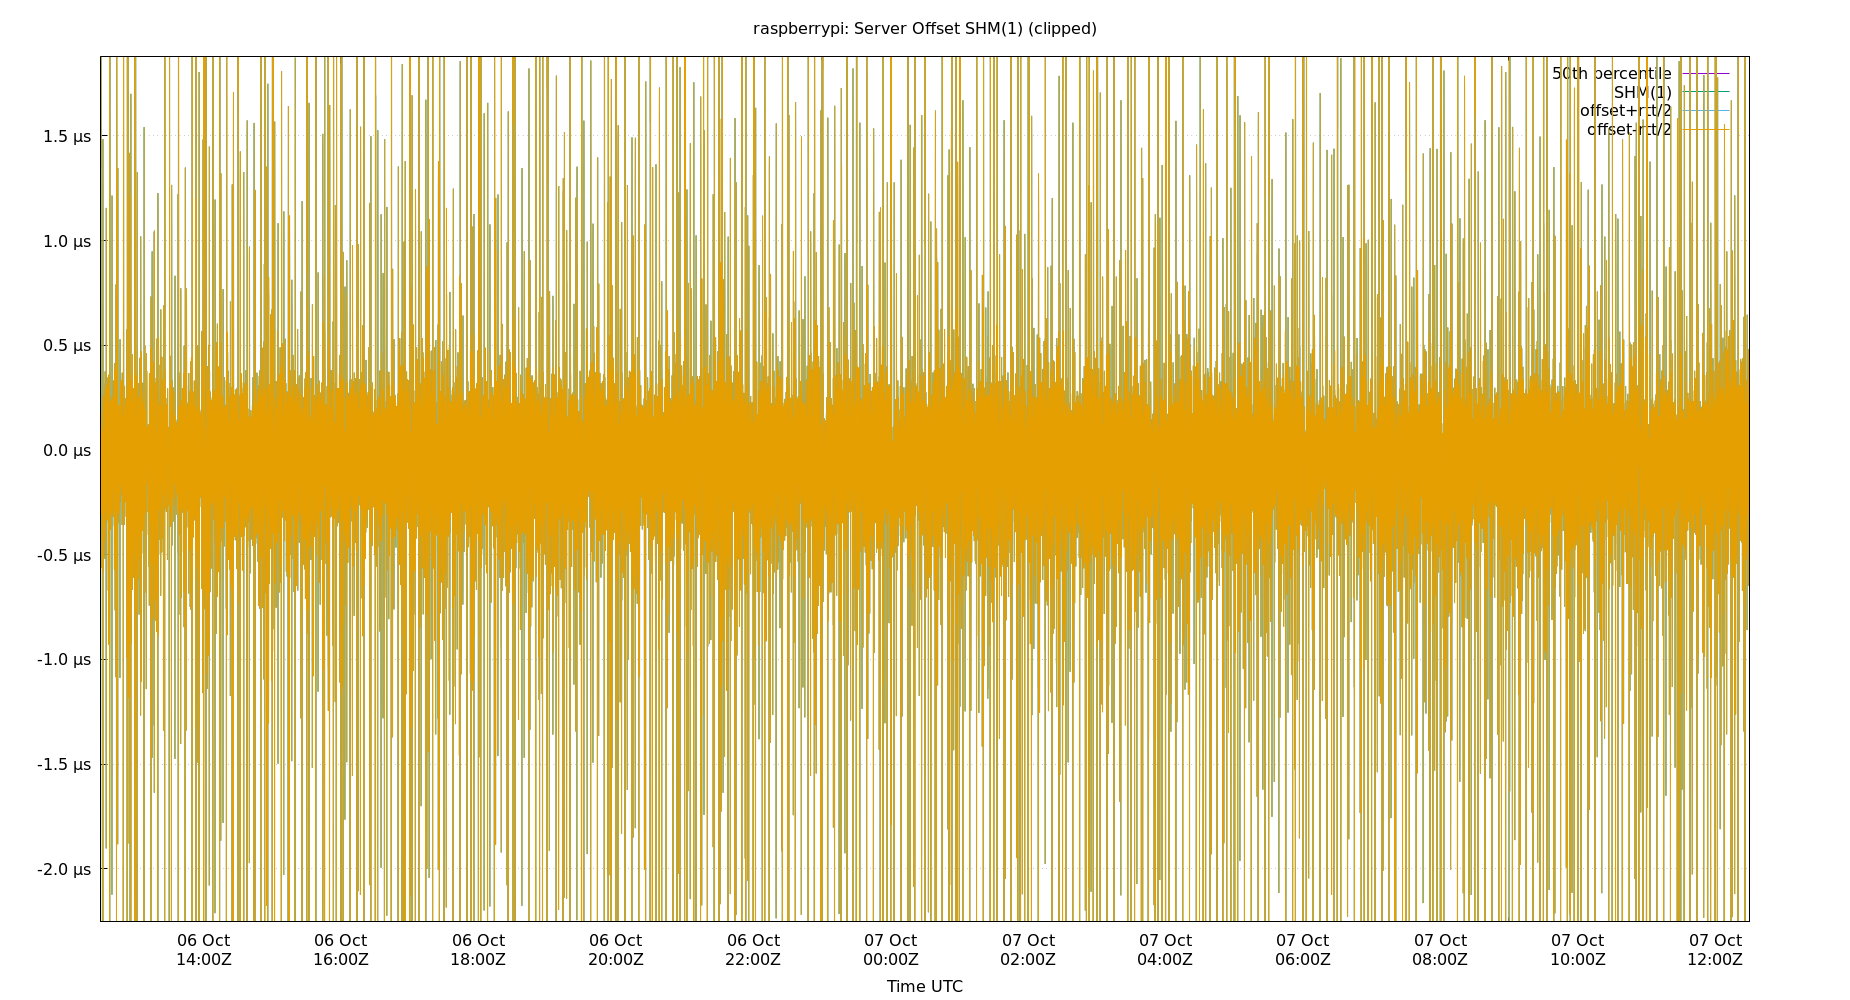 raspberrypi: Server Offset SHM(1) (clipped)
50th percentile
SHM(1)
offset+rtt/2
offset-rtt/2
1.5 µs
1.0 µs
0.5 µs
0.0 µs
-0.5 µs
-1.0 µs
-1.5 µs
-2.0 µs
06 Oct 06 Oct 06 Oct 06 Oct 06 Oct 07 Oct 07 Oct 07 Oct 07 Oct 07 Oct 07 Oct 07 Oct
14:00Z 16:00Z 18:00Z 20:00Z 22:00Z 00:00Z 02:00Z 04:00Z 06:00Z 08:00Z 10:00Z 12:00Z
Time UTC